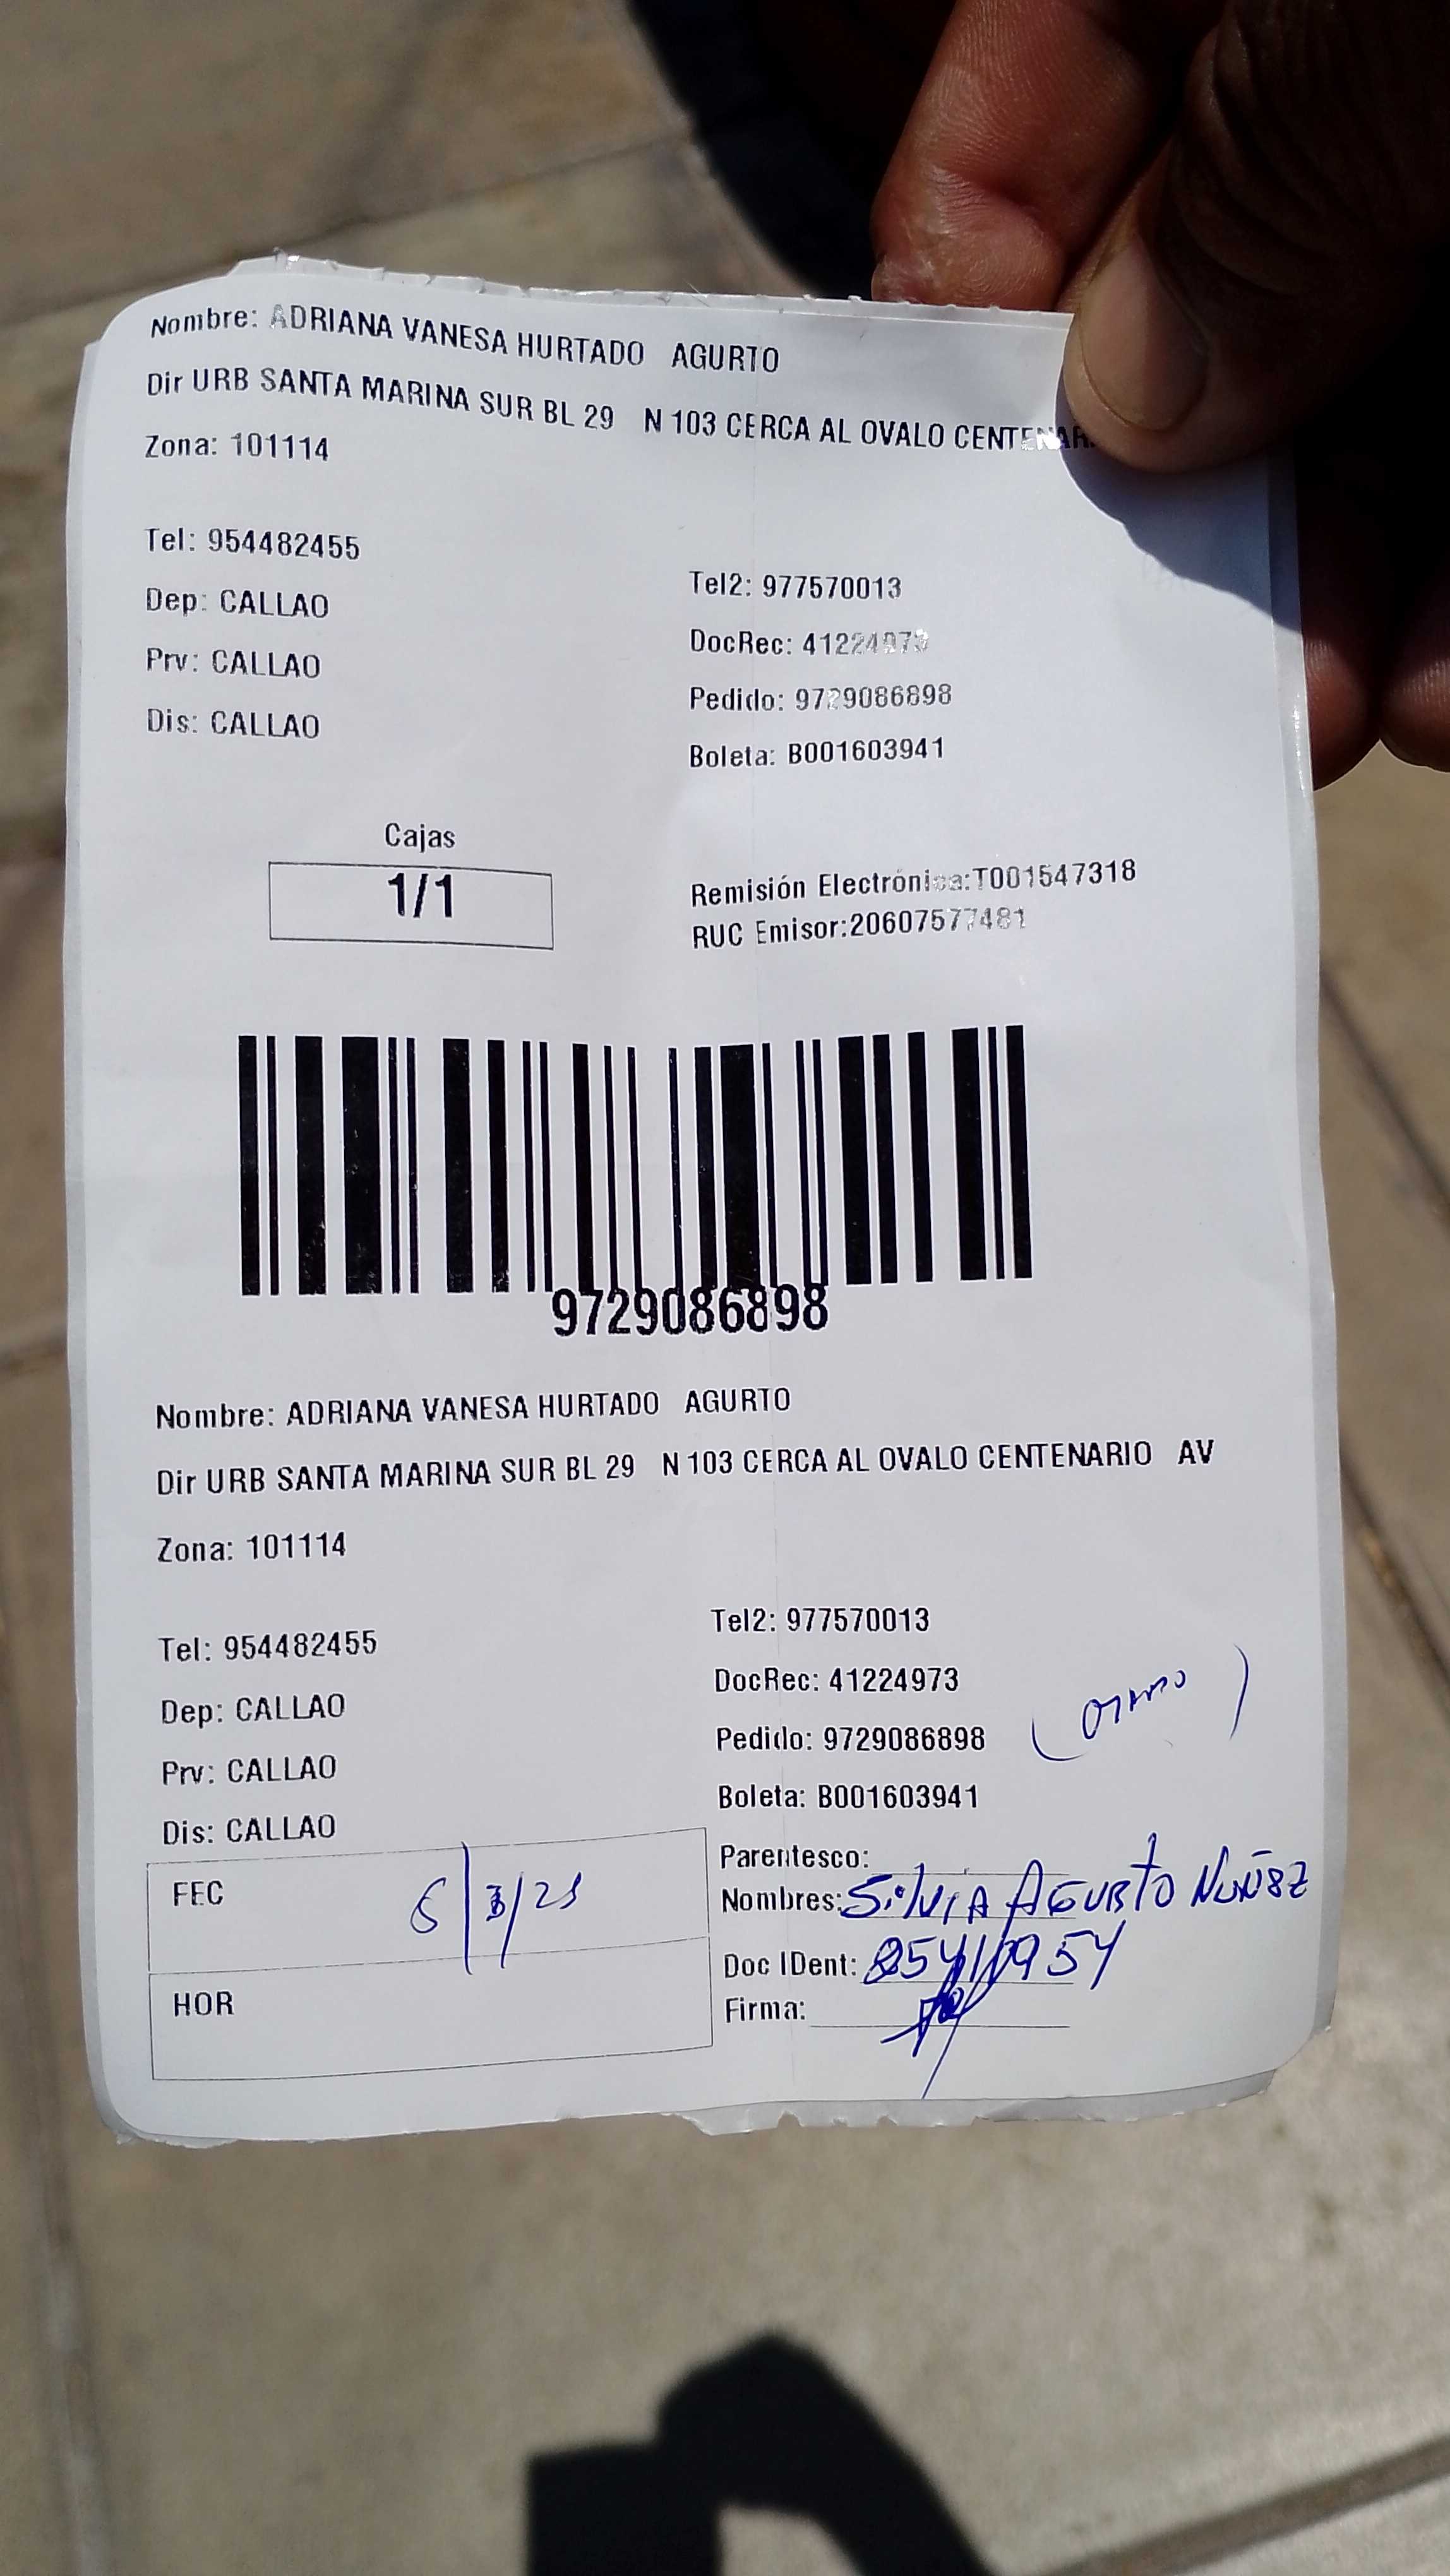 Nombre: ADRIANA VANESA HURTADO AGURTO
Dir URB SANTA MARINA SUR BL 29 N 103 CERCA AL OVALO CENTENAR
Zona: 101114
Tel: 954482455
Tel2: 977570013
Dep: CALLAO
DocRec: 41224973
Prv: CALLAO
Pedido: 9729086898
Dis: CALLAO
Boleta: B001603941
Cajas
1/1
Remisión Electrónica:T001547318
RUC Emisor:20607577481
9729086898
Nombre: ADRIANA VANESA HURTADO AGURTO
Dir URB SANTA MARINA SUR BL 29 N 103 CERCA AL OVALO CENTENARIO AV
Zona: 101114
Tel: 954482455
Tel2: 977570013
Dep: CALLAO
DocRec: 41224973
Prv: CALLAO
Pedido: 9729086898
Dis: CALLAO
Boleta: B001603941
FEC
Parentesco:
Nombres: Silvia Agurto Nuñez
Doc IDent:
HOR
Firma: